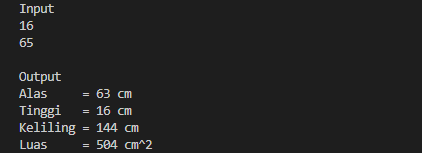 Input
16
65
Output
Alas     = 63 cm
Tinggi   = 16 cm
Keliling = 144 cm
Luas     = 504 cm^2